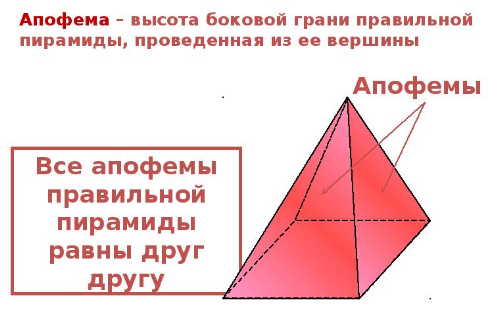 Апофема – высота боковой грани правильной
пирамиды, проведенная из ее вершины
Апофемы
Все апофемы
правильной
пирамиды
равны друг
другу